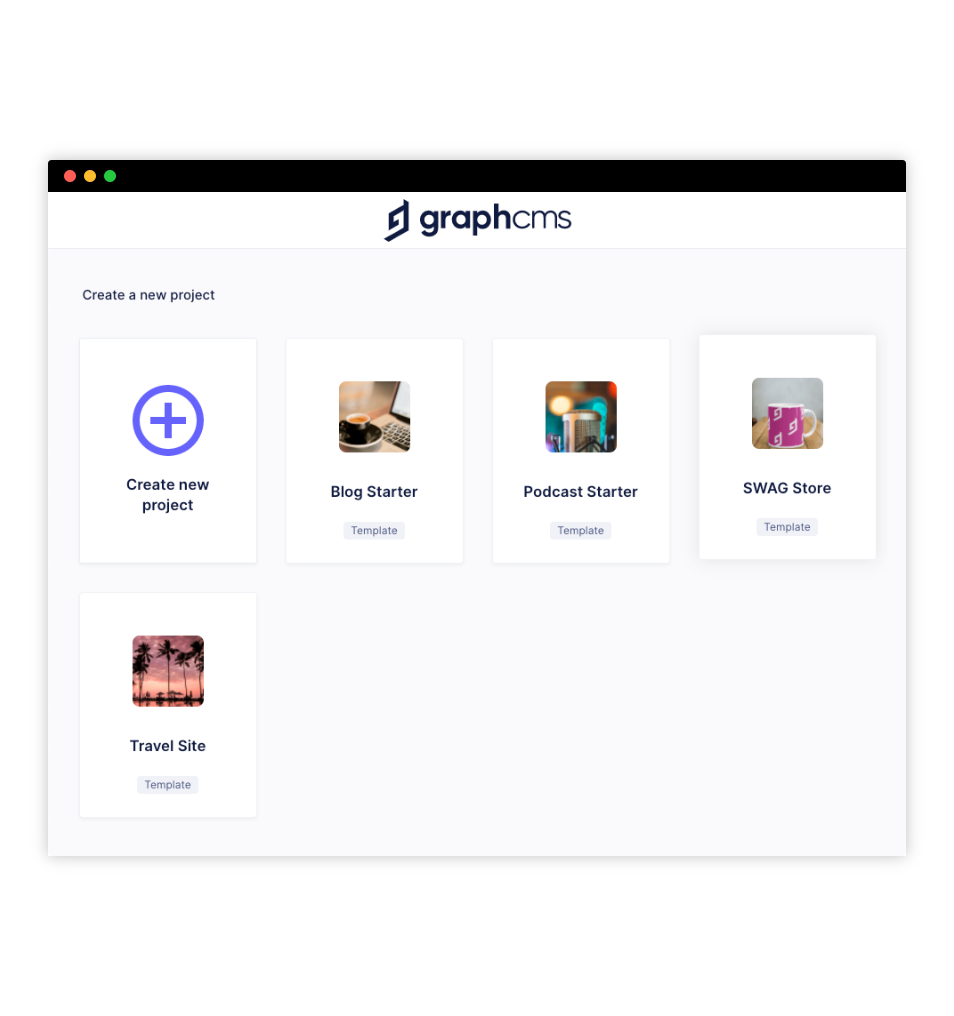 graphcms
Create a new project
Create new
project
Blog Starter
Template
Podcast Starter
Template
SWAG Store
Template
Travel Site
Template